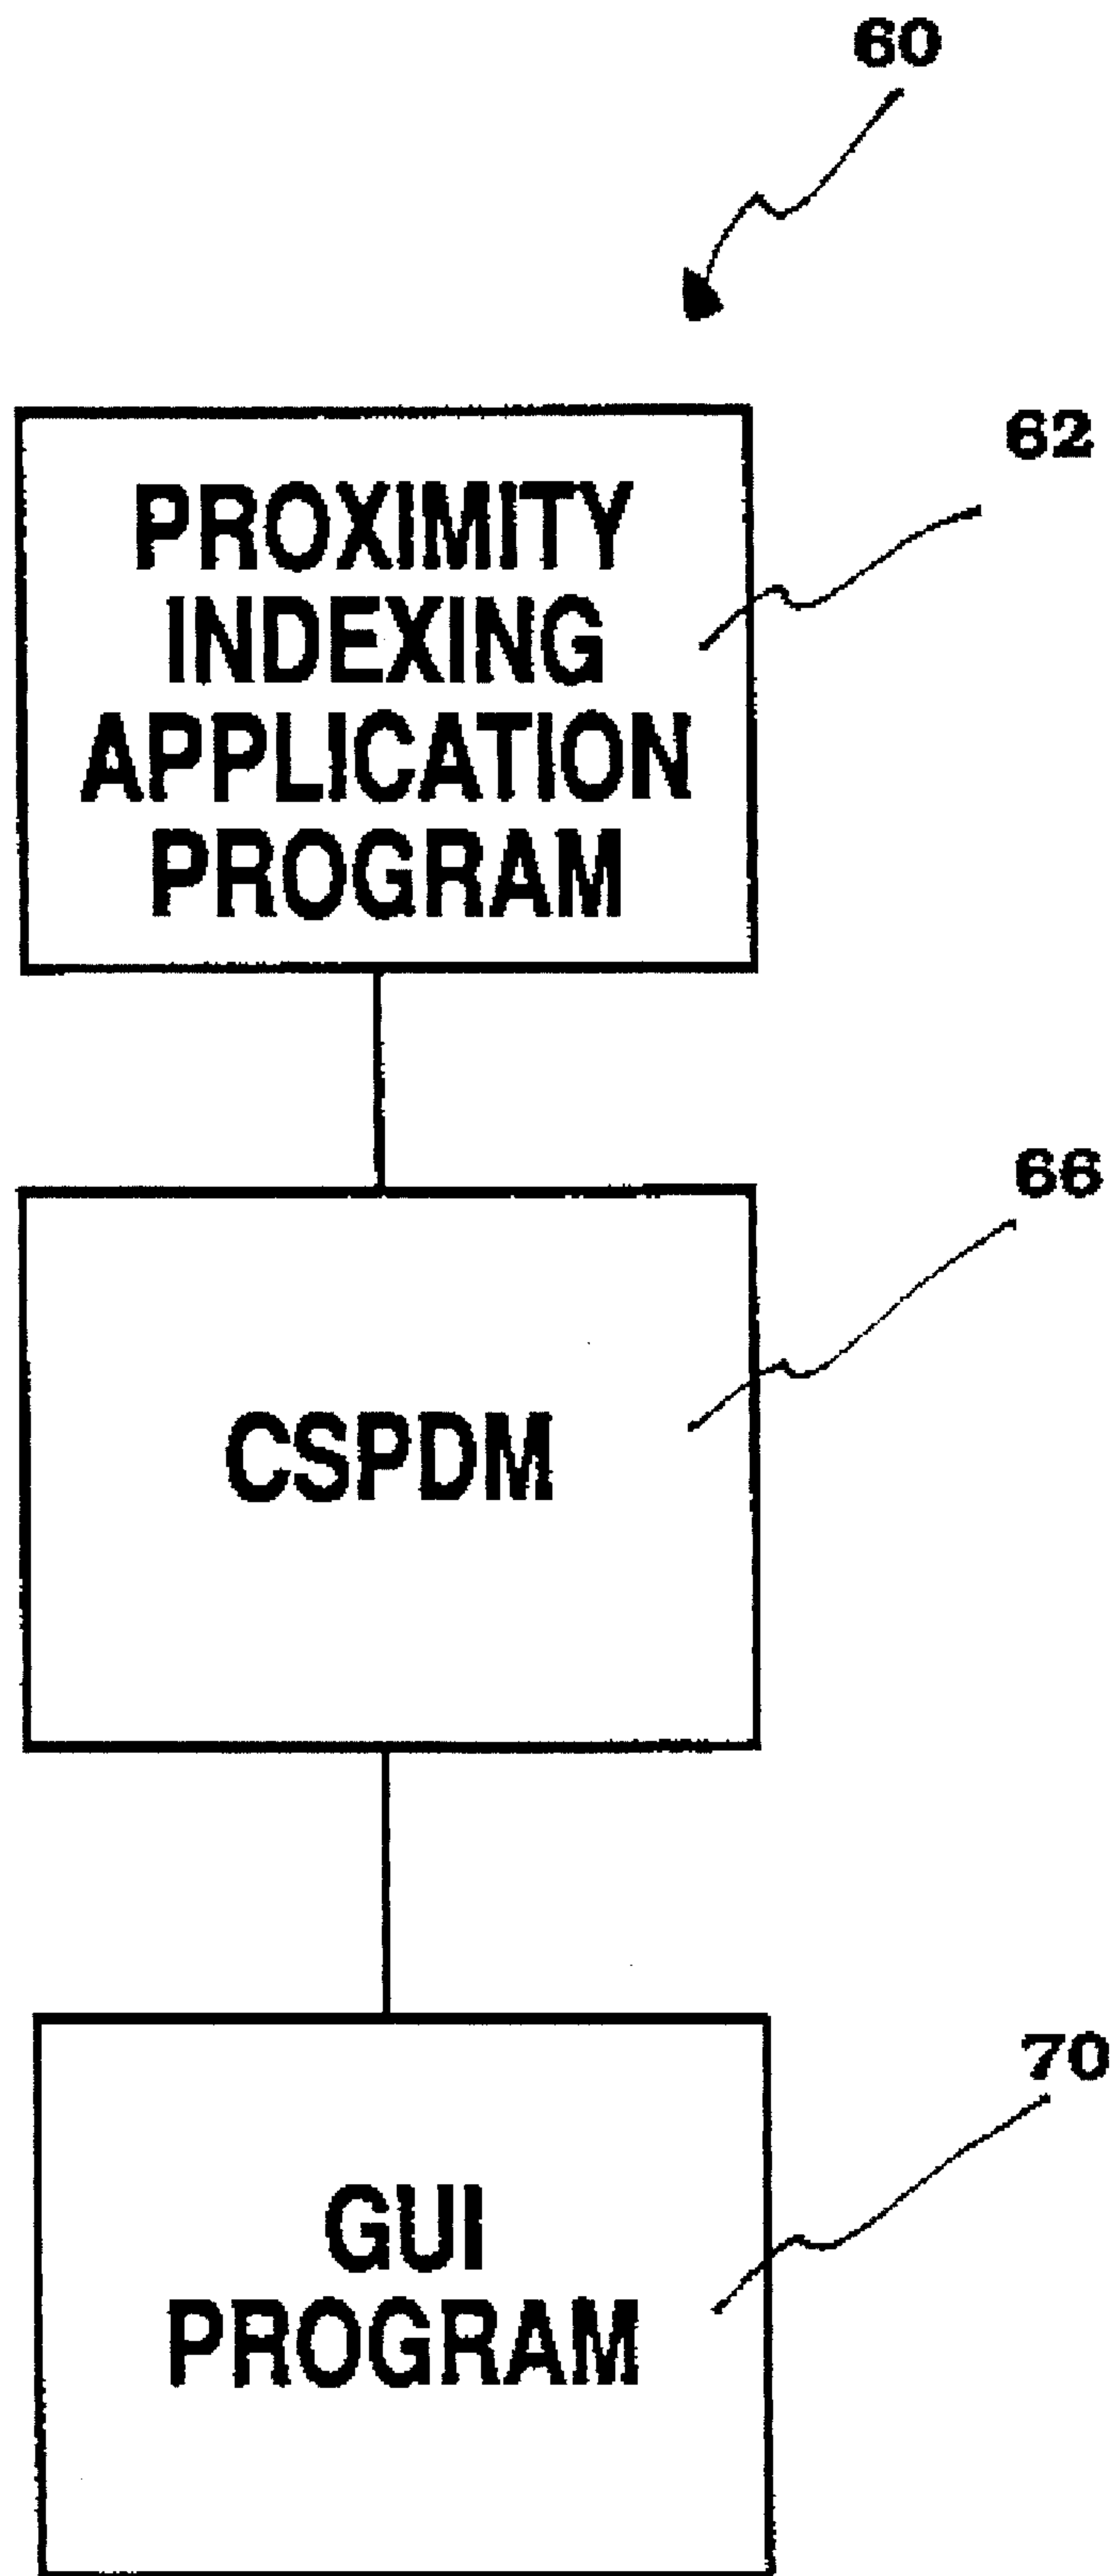 60
62
PROXIMITY
INDEXING
APPLICATION
PROGRAM
66
CSPDM
70
GUI
PROGRAM